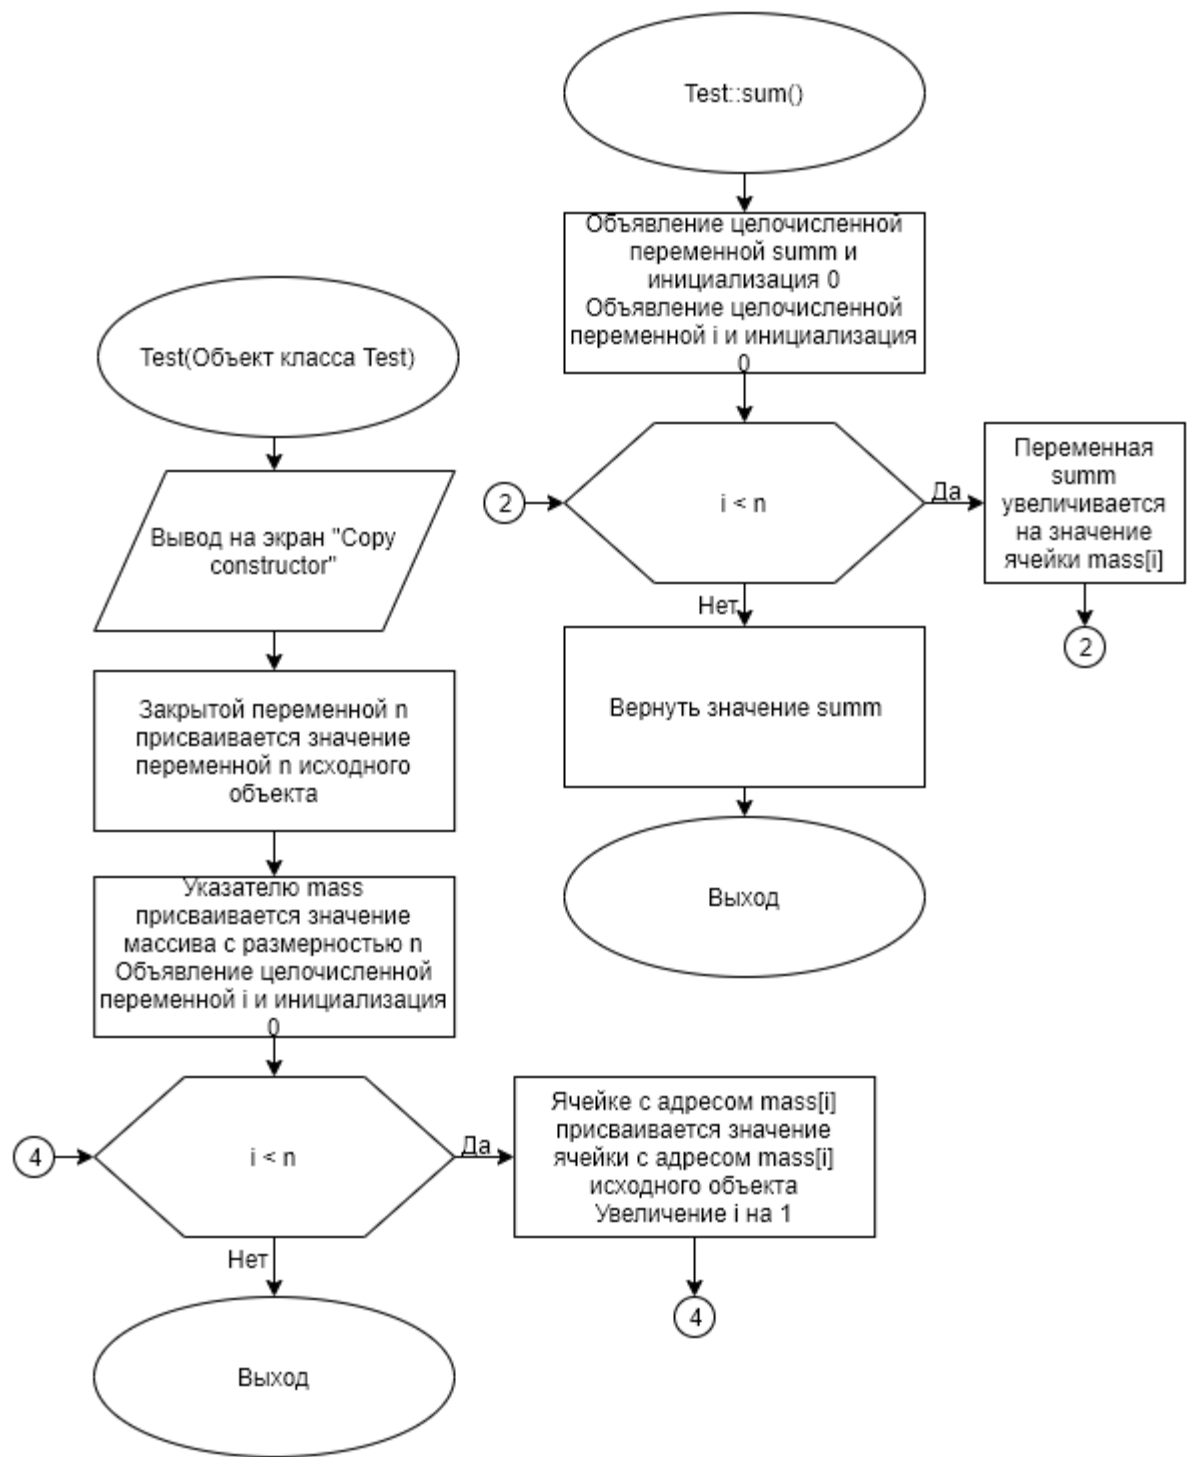 Test::sum()
Объявление целочисленной
переменной summ и
инициализация 0
Объявление целочисленной
переменной i и инициализация
0
i < n
2
Да
Переменная
summ
увеличивается
на значение
ячейки mass[i]
2
Нет
Вернуть значение summ
Выход
Test(Объект класса Test)
Вывод на экран "Copy
constructor"
Закрытой переменной n
присваивается значение
переменной n исходного
объекта
Указателю mass
присваивается значение
массива с размерностью n
Объявление целочисленной
переменной i и инициализация
0
4
i < n
Да
Ячейке с адресом mass[i]
присваивается значение
ячейки с адресом mass[i]
исходного объекта
Увеличение i на 1
4
Нет
Выход